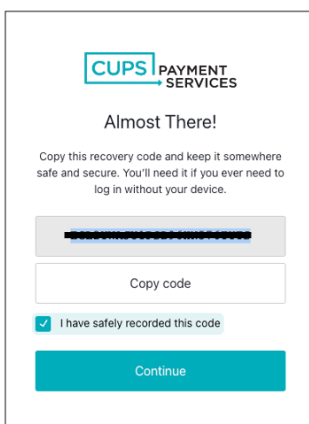 CUPS PAYMENT
SERVICES
Almost There!
Copy this recovery code and keep it somewhere
safe and secure. You'll need it if you ever need to
log in without your device.
Copy code
I have safely recorded this code
Continue